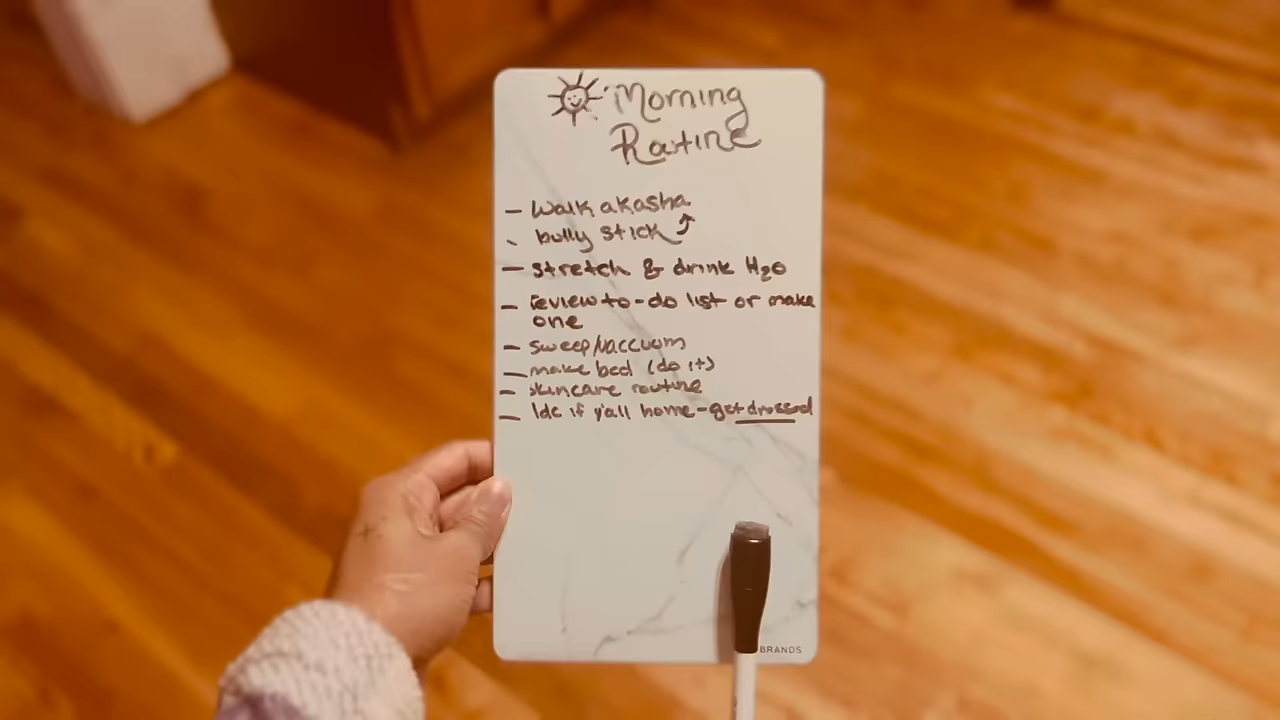 Morning
Routine
- Walk akasha
- bully stick ⤴
- stretch & drink H₂O
- review to-do list or make
one
- sweep/vaccuum
- make bed (do it)
- skincare routine
- Idc if y'all home - get dressed
BRANDS